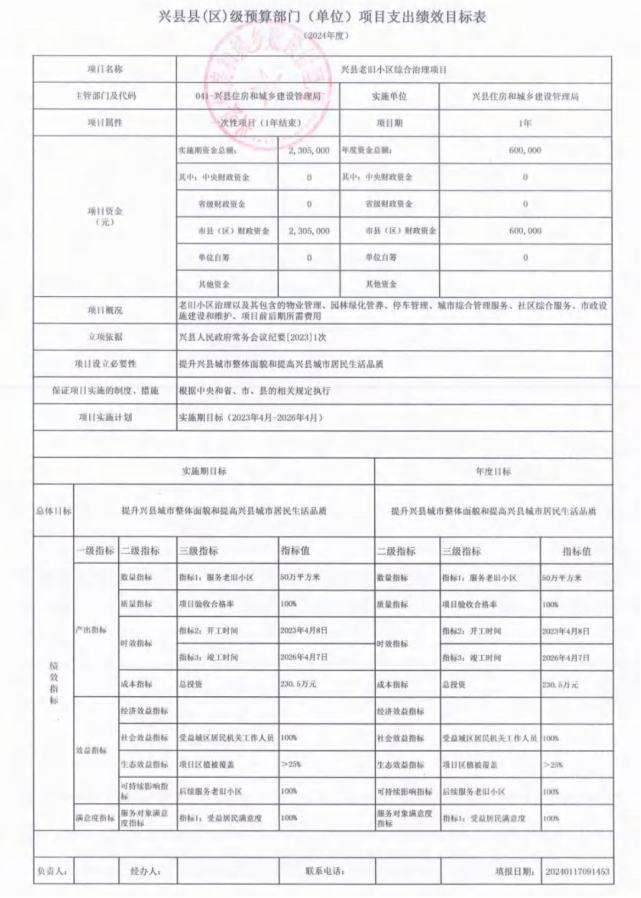 兴县县(区)级预算部门（单位）项目支出绩效目标表
（2024年度）
项目名称 兴县老旧小区综合治理项目
主管部门及代码 041-兴县住房和城乡建设管理局 实施单位 兴县住房和城乡建设管理局
项目属性 一次性项目（1年结束） 项目期 1年
项目资金（元） 实施期资金总额： 2,305,000 年度资金总额： 600,000
其中：中央财政资金 0 其中：中央财政资金 0
省级财政资金 0 省级财政资金 0
市县（区）财政资金 2,305,000 市县（区）财政资金 600,000
单位自筹 0 单位自筹 0
其他资金 其他资金
项目概况 老旧小区治理以及其包含的物业管理、园林绿化管养、停车管理、城市综合管理服务、社区综合服务、市政设
施建设和维护、项目前后期所需费用
立项依据 兴县人民政府常务会议纪要[2023]1次
项目设立必要性 提升兴县城市整体面貌和提高兴县城市居民生活品质
保证项目实施的制度、措施 根据中央和省、市、县的相关规定执行
项目实施计划 实施期目标（2023年4月-2026年4月）
实施期目标 年度目标
总体目标 提升兴县城市整体面貌和提高兴县城市居民生活品质 提升兴县城市整体面貌和提高兴县城市居民生活品质
绩效指标 一级指标 二级指标 三级指标 指标值 二级指标 三级指标 指标值
产出指标 数量指标 指标1：服务老旧小区 50万平方米 数量指标 指标1：服务老旧小区 50万平方米
质量指标 项目验收合格率 100% 质量指标 项目验收合格率 100%
时效指标 指标2：开工时间 2023年4月8日 时效指标 指标2：开工时间 2023年4月8日
指标3：竣工时间 2026年4月7日 指标3：竣工时间 2026年4月7日
成本指标 总投资 230.5万元 成本指标 总投资 230.5万元
效益指标 经济效益指标 经济效益指标
社会效益指标 受益城区居民机关工作人员 100% 社会效益指标 受益城区居民机关工作人员 100%
生态效益指标 项目区植被覆盖 >25% 生态效益指标 项目区植被覆盖 >25%
可持续影响指标 后续服务老旧小区 100% 可持续影响指标 后续服务老旧小区 100%
满意度指标 服务对象满意度指标 指标1：受益居民满意度 100% 服务对象满意度指标 指标1：受益居民满意度 100%
负责人： 经办人： 联系电话： 填报日期： 20240117091453